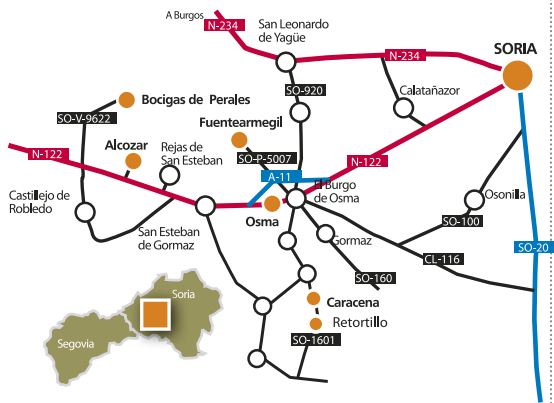 A Burgos
N-234
San Leonardo
de Yagüe
N-234
SORIA
SO-920
Calatañazor
Bocigas de Perales
SO-V-9622
Fuentearmegil
Alcozar
Rejas de
San Esteban
SO-P-5007
N-122
N-122
A-11
El Burgo
de Osma
Castillejo de
Robledo
Osma
Osonilla
San Esteban
de Gormaz
SO-100
Gormaz
SO-20
CL-116
SO-160
Soria
Caracena
Retortillo
Segovia
SO-1601